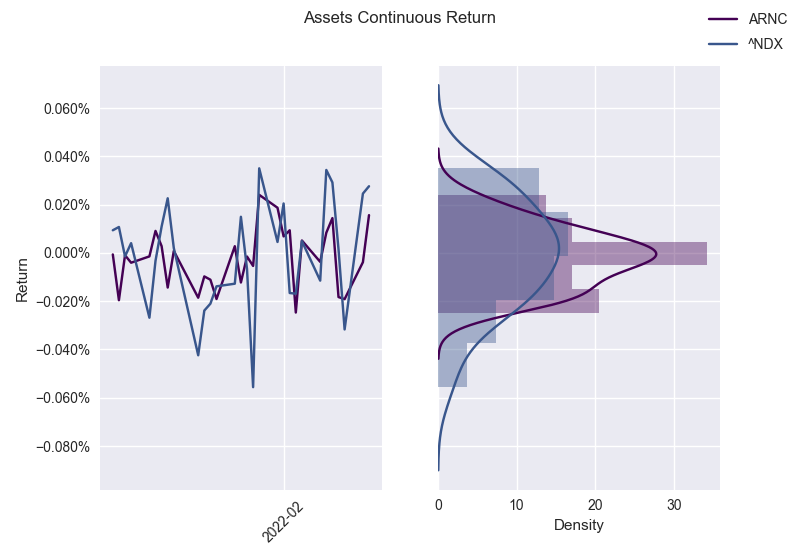 Assets Continuous Return
ARNC
^NDX
Return
0.060%
0.040%
0.020%
0.000%
−0.020%
−0.040%
−0.060%
−0.080%
2022-02
0
10
20
30
Density